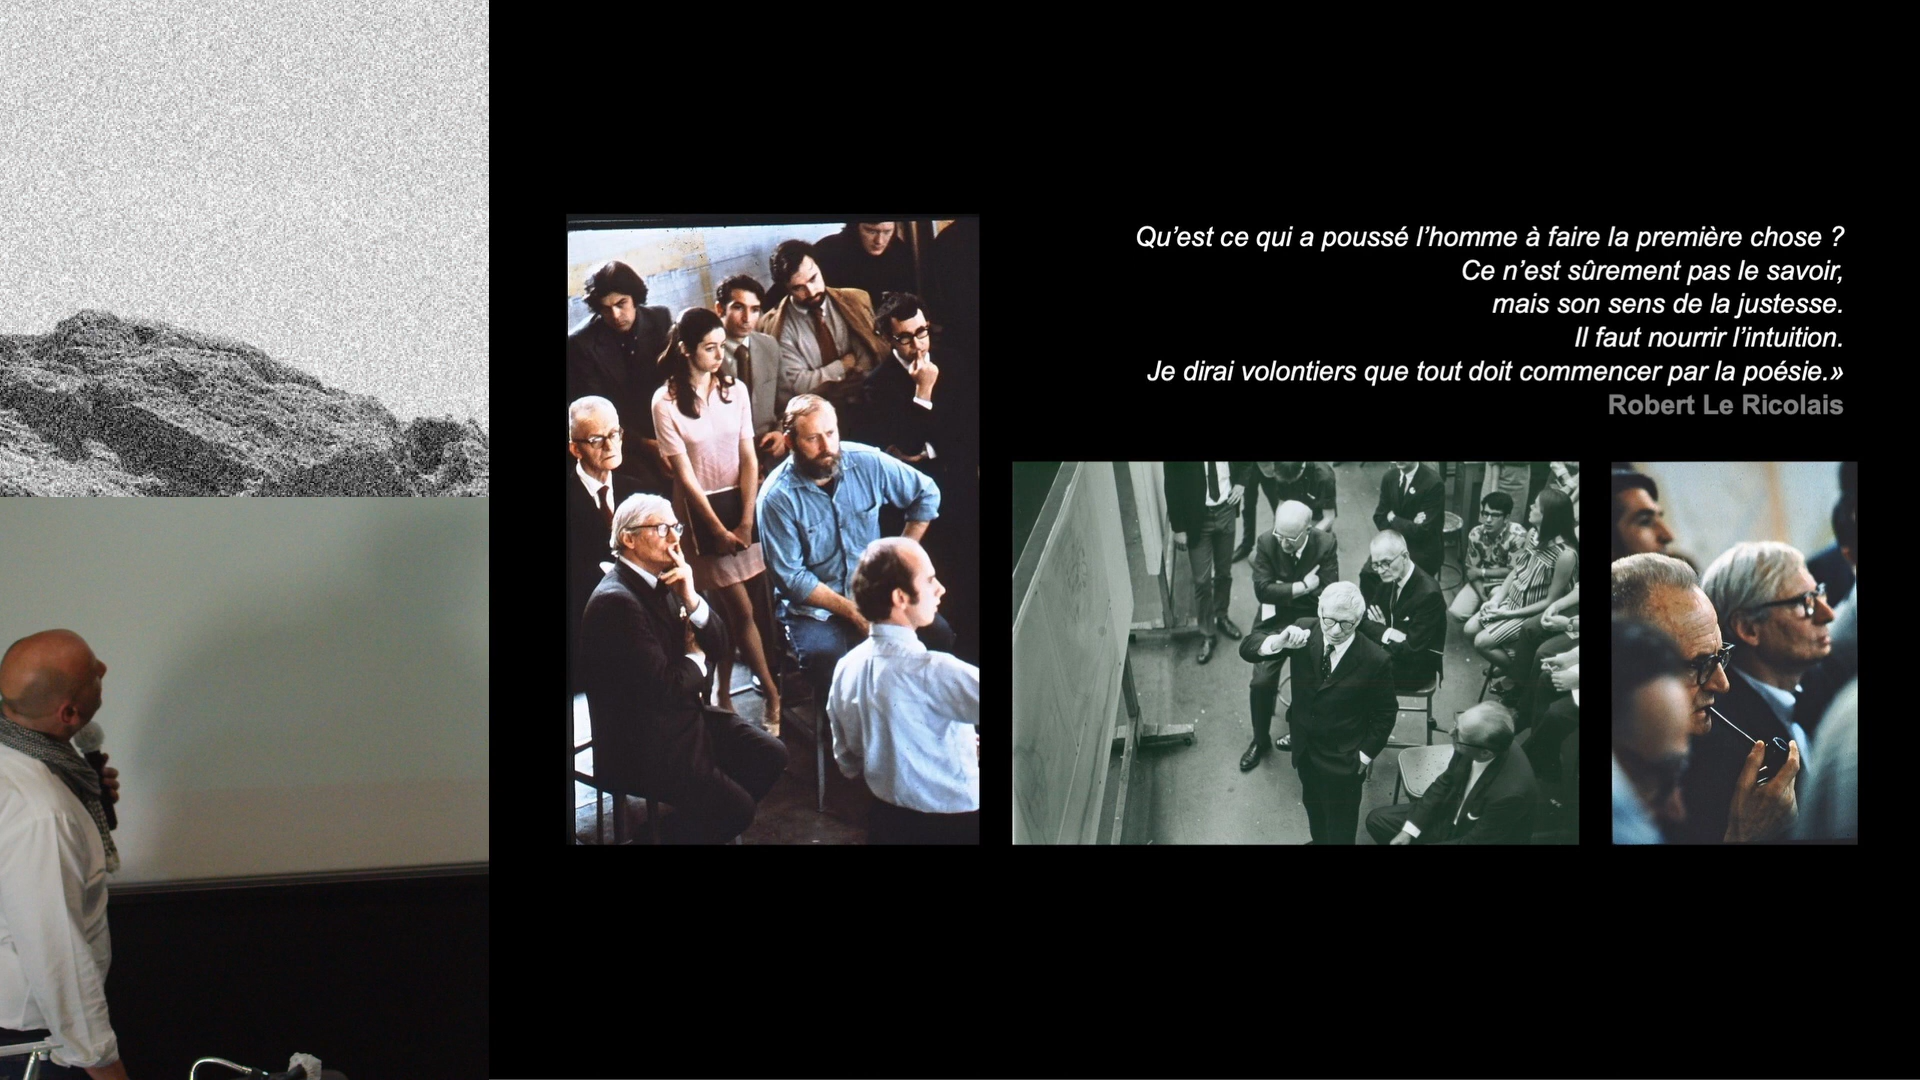 Qu’est ce qui a poussé l’homme à faire la première chose ?
Ce n’est sûrement pas le savoir,
mais son sens de la justesse.
Il faut nourrir l’intuition.
Je dirai volontiers que tout doit commencer par la poésie.»
Robert Le Ricolais